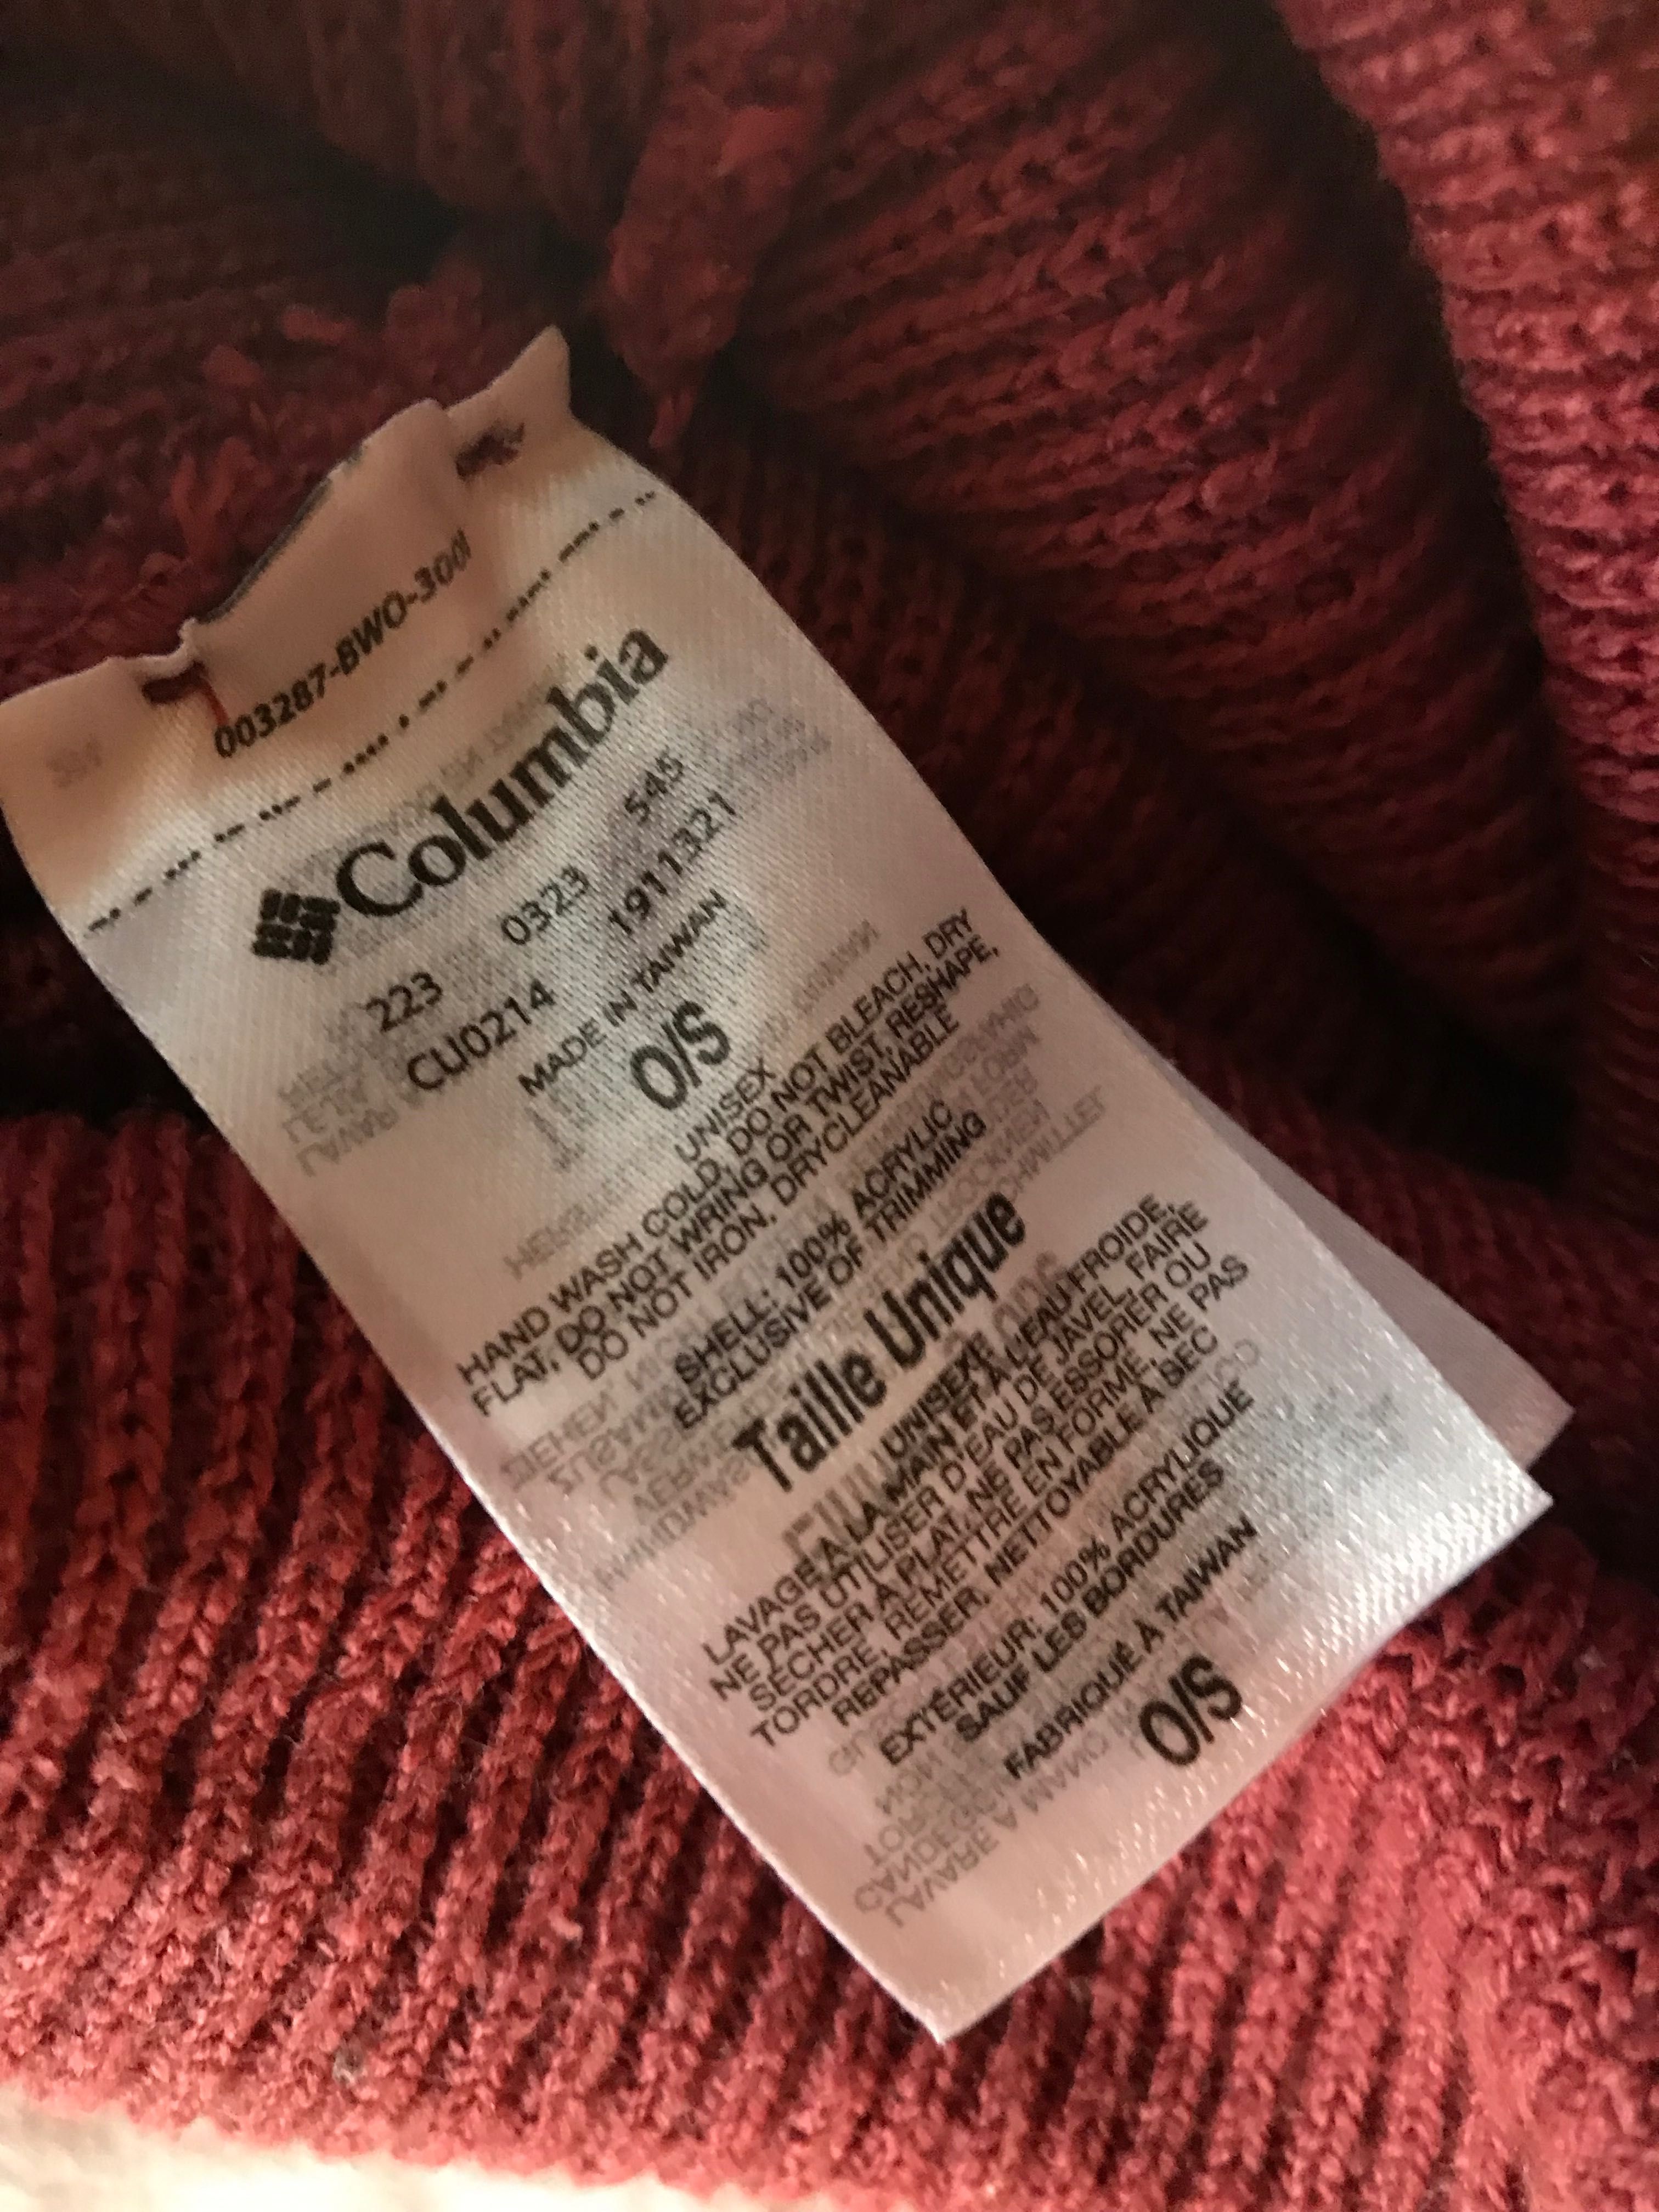 003287-BWO-3001
Columbia
223 0323 S45
CU0214 1911321
MADE IN TAIWAN
O/S
UNISEX
HAND WASH COLD, DO NOT BLEACH, DRY
FLAT, DO NOT WRING OR TWIST, RESHAPE,
DO NOT IRON, DRYCLEANABLE
SHELL: 100% ACRYLIC
EXCLUSIVE OF TRIMMING
Taille Unique
UNISEXE
LAVAGE À LA MAIN ET À L'EAU FROIDE,
NE PAS UTILISER D'EAU DE JAVEL, FAIRE
SÉCHER À PLAT, NE PAS ESSORER OU
TORDRE, REMETTRE EN FORME, NE PAS
REPASSER, NETTOYABLE À SEC
EXTÉRIEUR: 100% ACRYLIQUE
SAUF LES BORDURES
FABRIQUÉ À TAIWAN
O/S